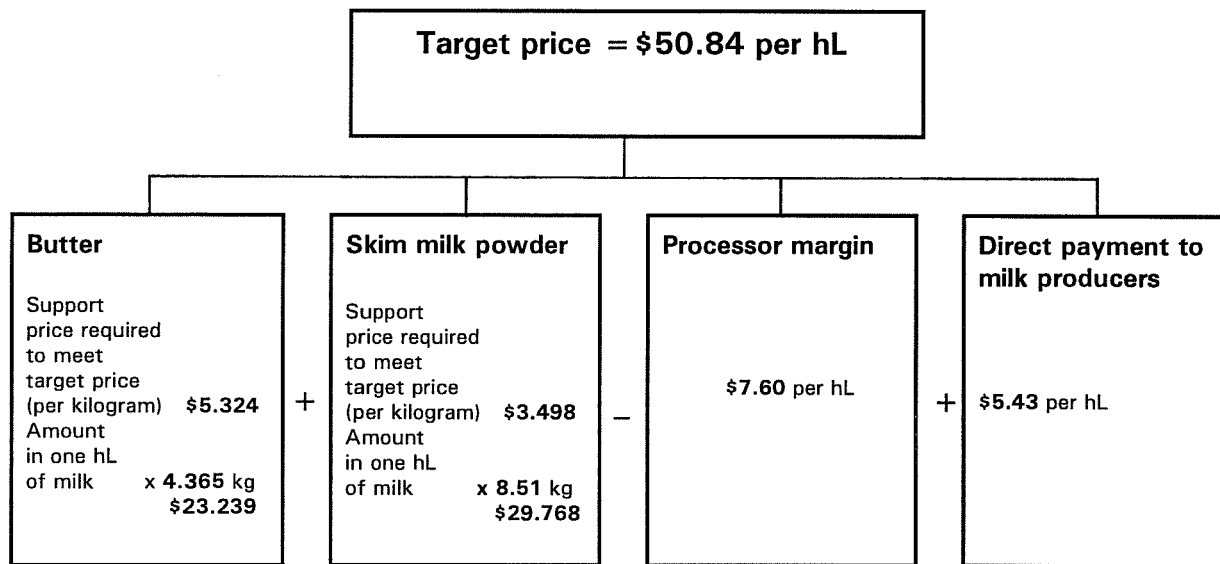 Target price = $50.84 per hL
Butter
Support
price required
to meet
target price
(per kilogram) $5.324
Amount
in one hL
of milk x 4.365 kg
$23.239
+
Skim milk powder
Support
price required
to meet
target price
(per kilogram) $3.498
Amount
in one hL
of milk x 8.51 kg
$29.768
–
Processor margin
$7.60 per hL
+
Direct payment to
milk producers
$5.43 per hL